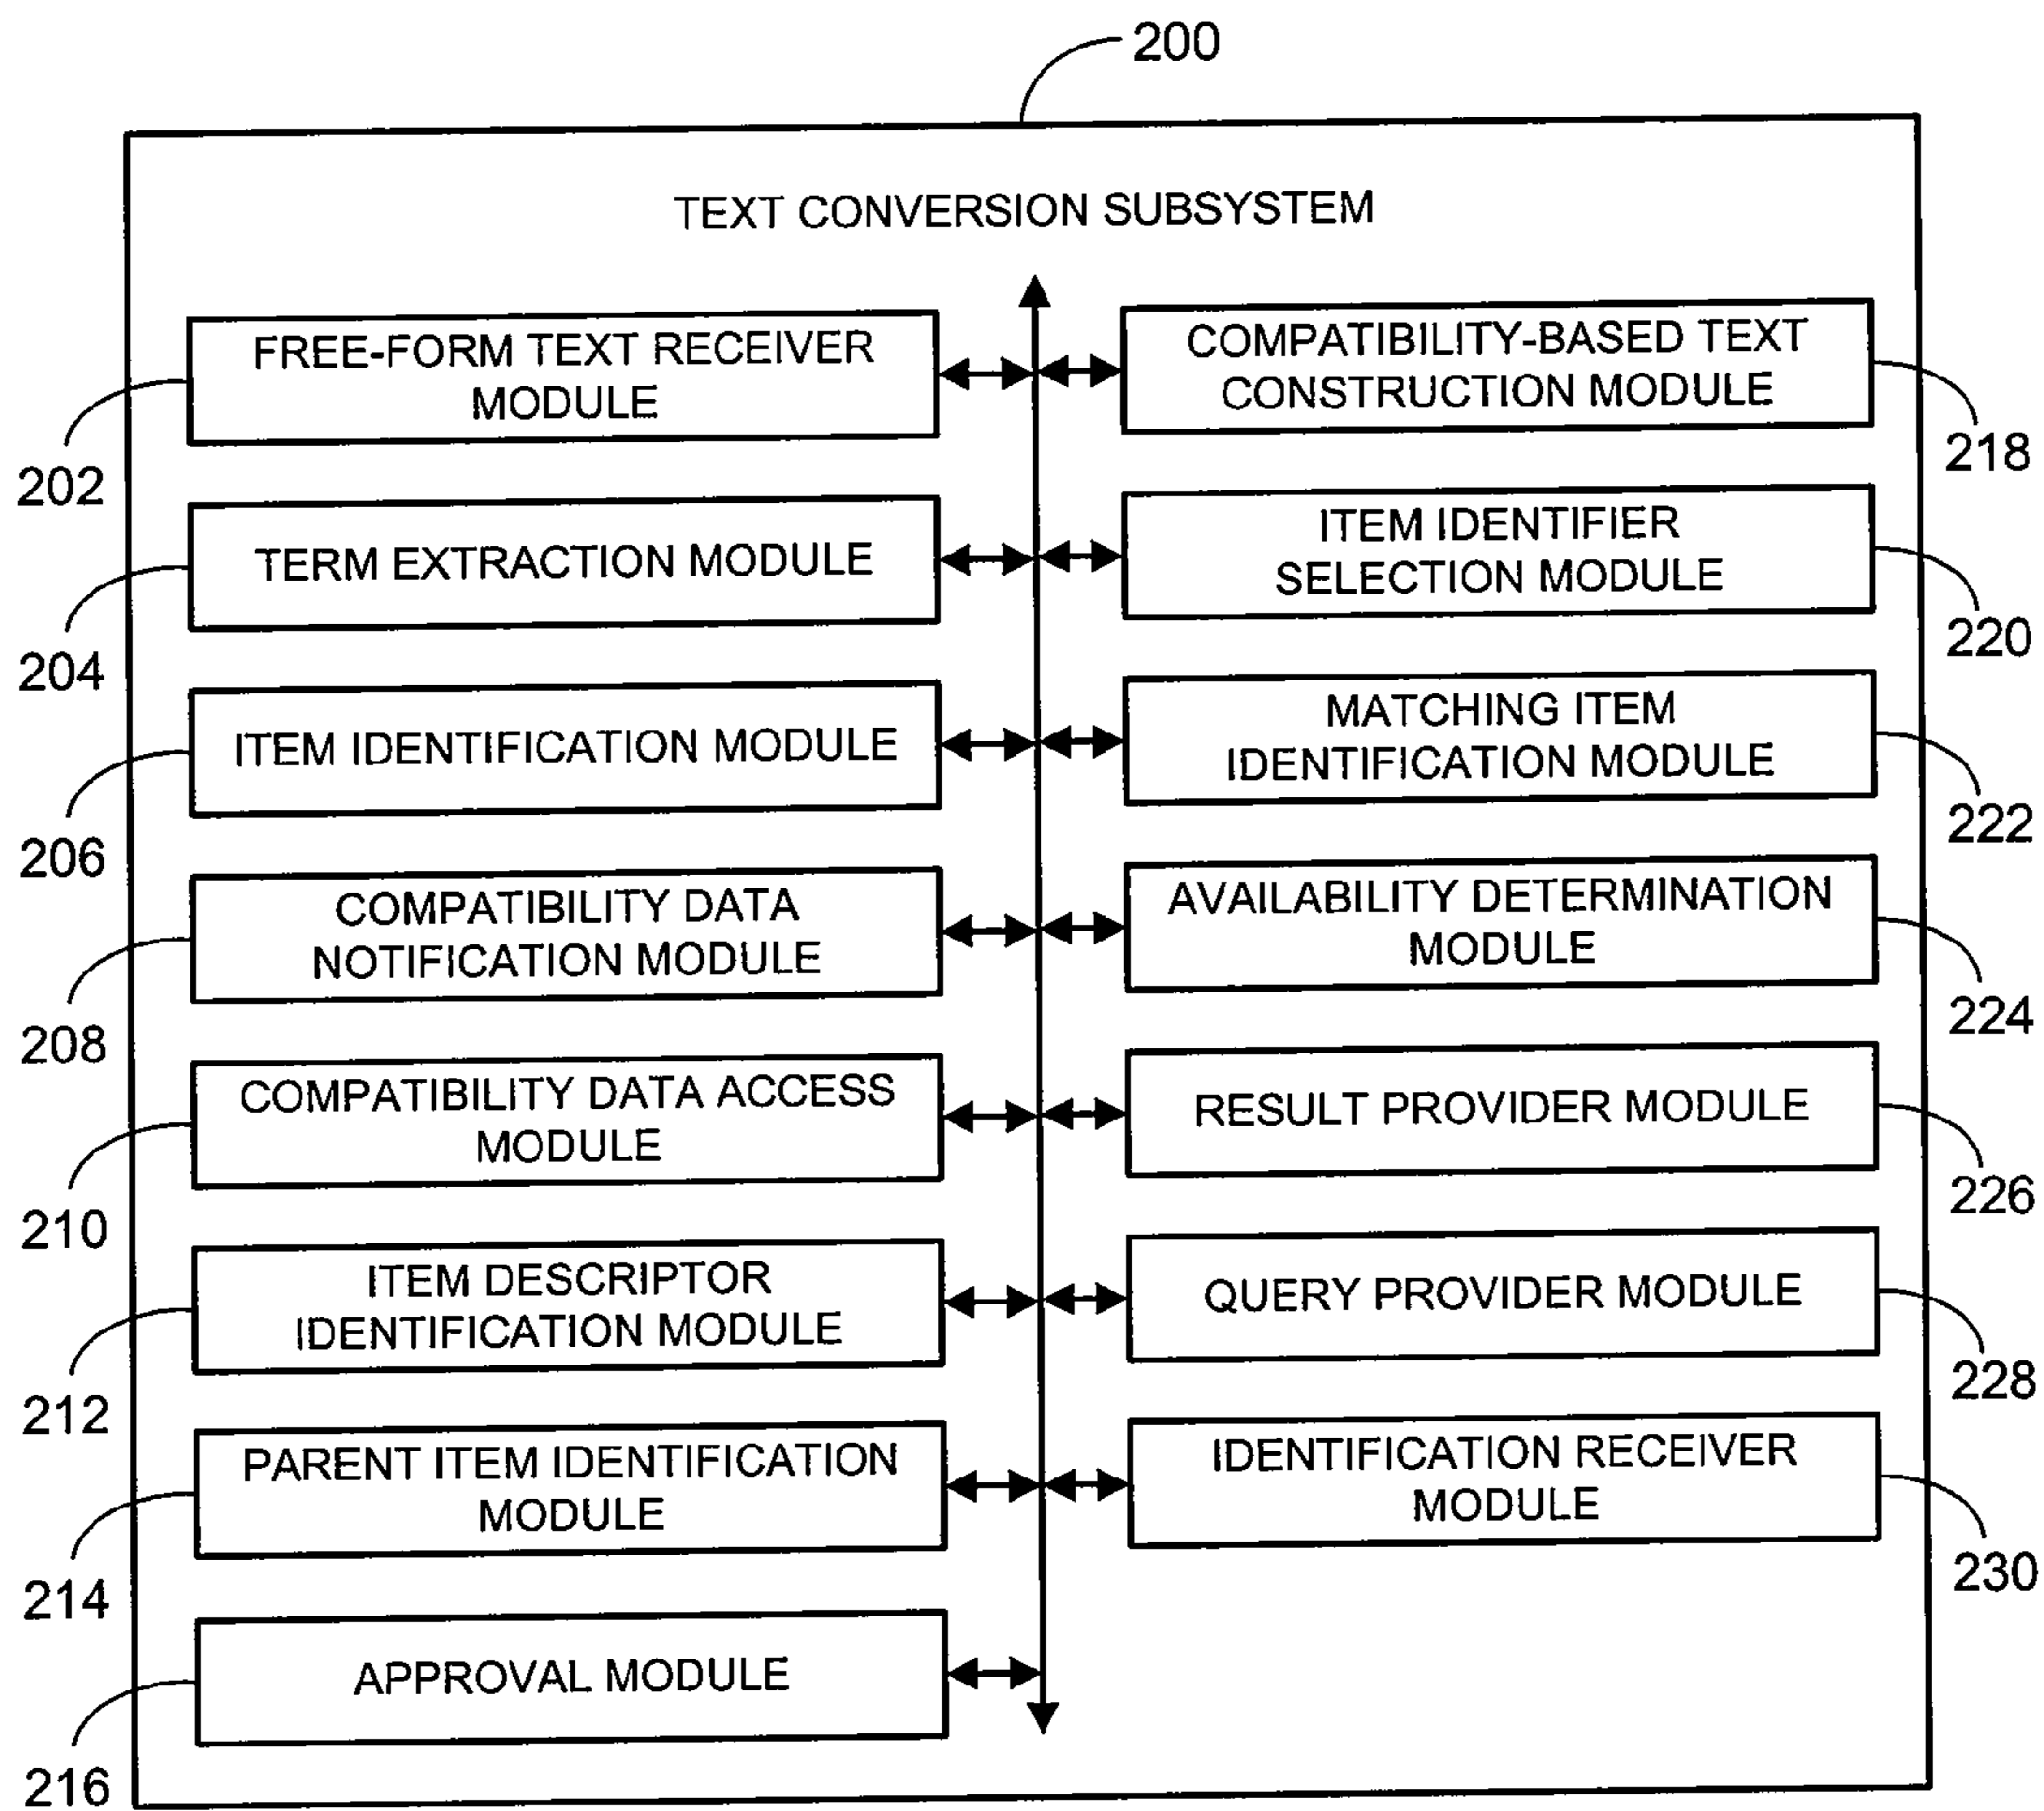 200
TEXT CONVERSION SUBSYSTEM
FREE-FORM TEXT RECEIVER
MODULE
202
TERM EXTRACTION MODULE
204
ITEM IDENTIFICATION MODULE
206
COMPATIBILITY DATA
NOTIFICATION MODULE
208
COMPATIBILITY DATA ACCESS
MODULE
210
ITEM DESCRIPTOR
IDENTIFICATION MODULE
212
PARENT ITEM IDENTIFICATION
MODULE
214
APPROVAL MODULE
216
COMPATIBILITY-BASED TEXT
CONSTRUCTION MODULE
218
ITEM IDENTIFIER
SELECTION MODULE
220
MATCHING ITEM
IDENTIFICATION MODULE
222
AVAILABILITY DETERMINATION
MODULE
224
RESULT PROVIDER MODULE
226
QUERY PROVIDER MODULE
228
IDENTIFICATION RECEIVER
MODULE
230